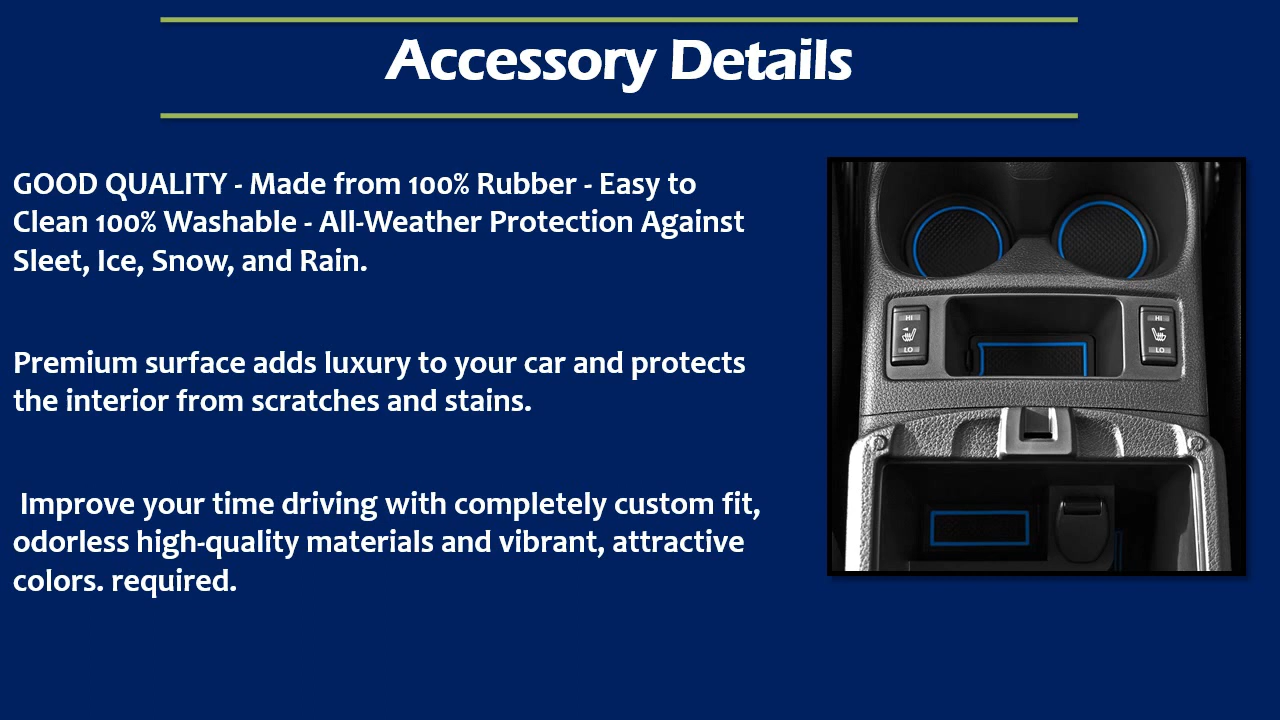 Accessory Details
GOOD QUALITY - Made from 100% Rubber - Easy to
Clean 100% Washable - All-Weather Protection Against
Sleet, Ice, Snow, and Rain.
Premium surface adds luxury to your car and protects
the interior from scratches and stains.
Improve your time driving with completely custom fit,
odorless high-quality materials and vibrant, attractive
colors. required.
HI
LO
HI
LO